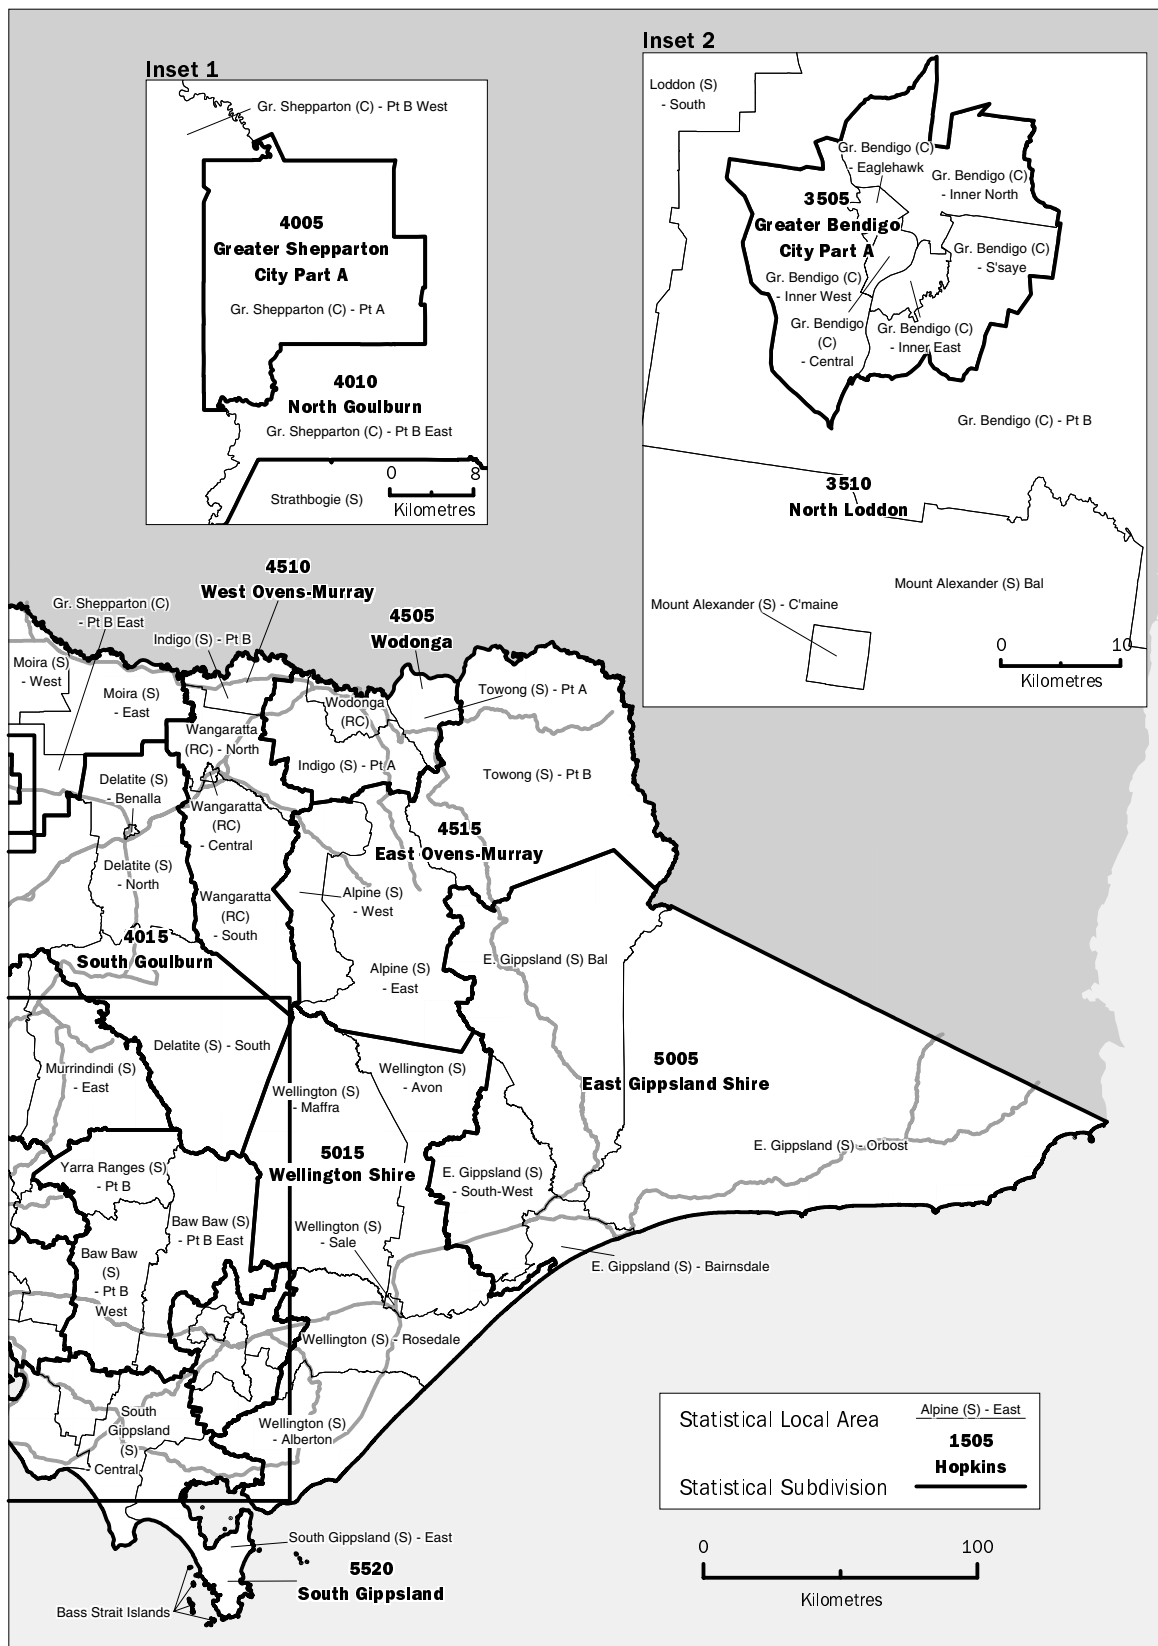 Inset 1
Gr. Shepparton (C) - Pt B West
4005
Greater Shepparton
City Part A
Gr. Shepparton (C) - Pt A
4010
North Goulburn
Gr. Shepparton (C) - Pt B East
0 8
Kilometres
Strathbogie (S)
Inset 2
Loddon (S)
- South
Gr. Bendigo (C)
- Eaglehawk
Gr. Bendigo (C)
- Inner North
3505
Greater Bendigo
City Part A
Gr. Bendigo (C)
- S'saye
Gr. Bendigo (C)
- Inner West
Gr. Bendigo
(C)
- Central
Gr. Bendigo (C)
- Inner East
Gr. Bendigo (C) - Pt B
3510
North Loddon
Mount Alexander (S) Bal
Mount Alexander (S) - C'maine
0 10
Kilometres
4510
West Ovens-Murray
Gr. Shepparton (C)
- Pt B East
4505
Wodonga
Indigo (S) - Pt B
Moira (S)
- West
Moira (S)
- East
Wodonga
(RC)
Towong (S) - Pt A
Wangaratta
(RC) - North
Indigo (S) - Pt A
Towong (S) - Pt B
Delatite (S)
- Benalla
Wangaratta
(RC)
- Central
4515
East Ovens-Murray
Delatite (S)
- North
Wangaratta
(RC)
- South
Alpine (S)
- West
4015
South Goulburn
Alpine (S)
- East
E. Gippsland (S) Bal
Delatite (S) - South
Murrindindi (S)
- East
Wellington (S)
- Maffra
Wellington (S)
- Avon
5005
East Gippsland Shire
5015
Wellington Shire
E. Gippsland (S) - Orbost
Yarra Ranges (S)
- Pt B
E. Gippsland (S)
- South-West
Baw Baw (S)
- Pt B East
Wellington (S)
- Sale
Baw Baw
(S)
- Pt B
West
E. Gippsland (S) - Bairnsdale
Wellington (S) - Rosedale
South
Gippsland
(S)
- Central
Wellington (S)
- Alberton
South Gippsland (S) - East
5520
South Gippsland
Bass Strait Islands
Statistical Local Area
Alpine (S) - East
1505
Hopkins
Statistical Subdivision
0 100
Kilometres